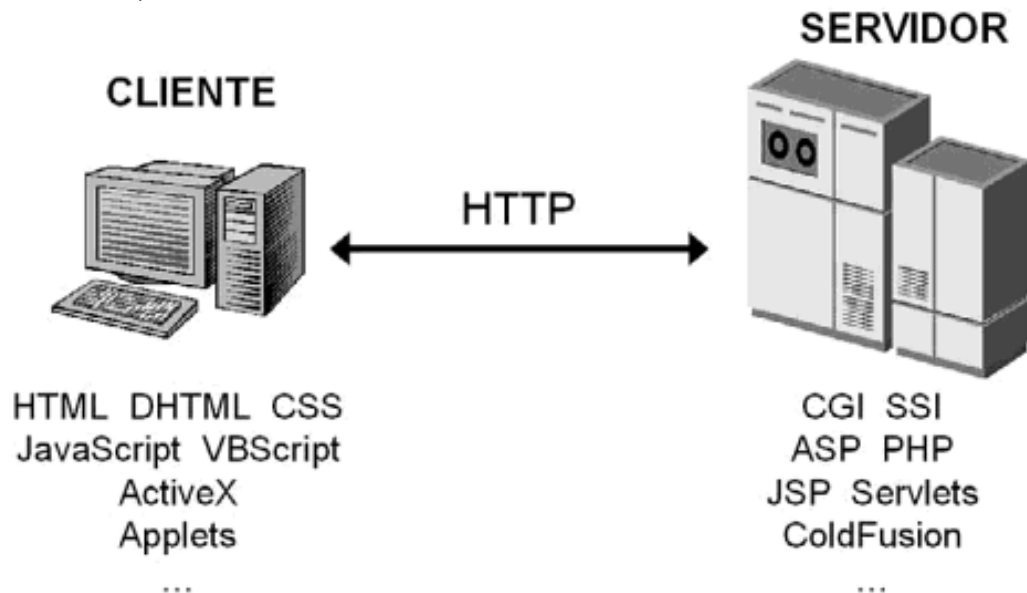 SERVIDOR
CLIENTE
HTTP
HTML DHTML CSS
JavaScript VBScript
ActiveX
Applets
...
CGI SSI
ASP PHP
JSP Servlets
ColdFusion
...